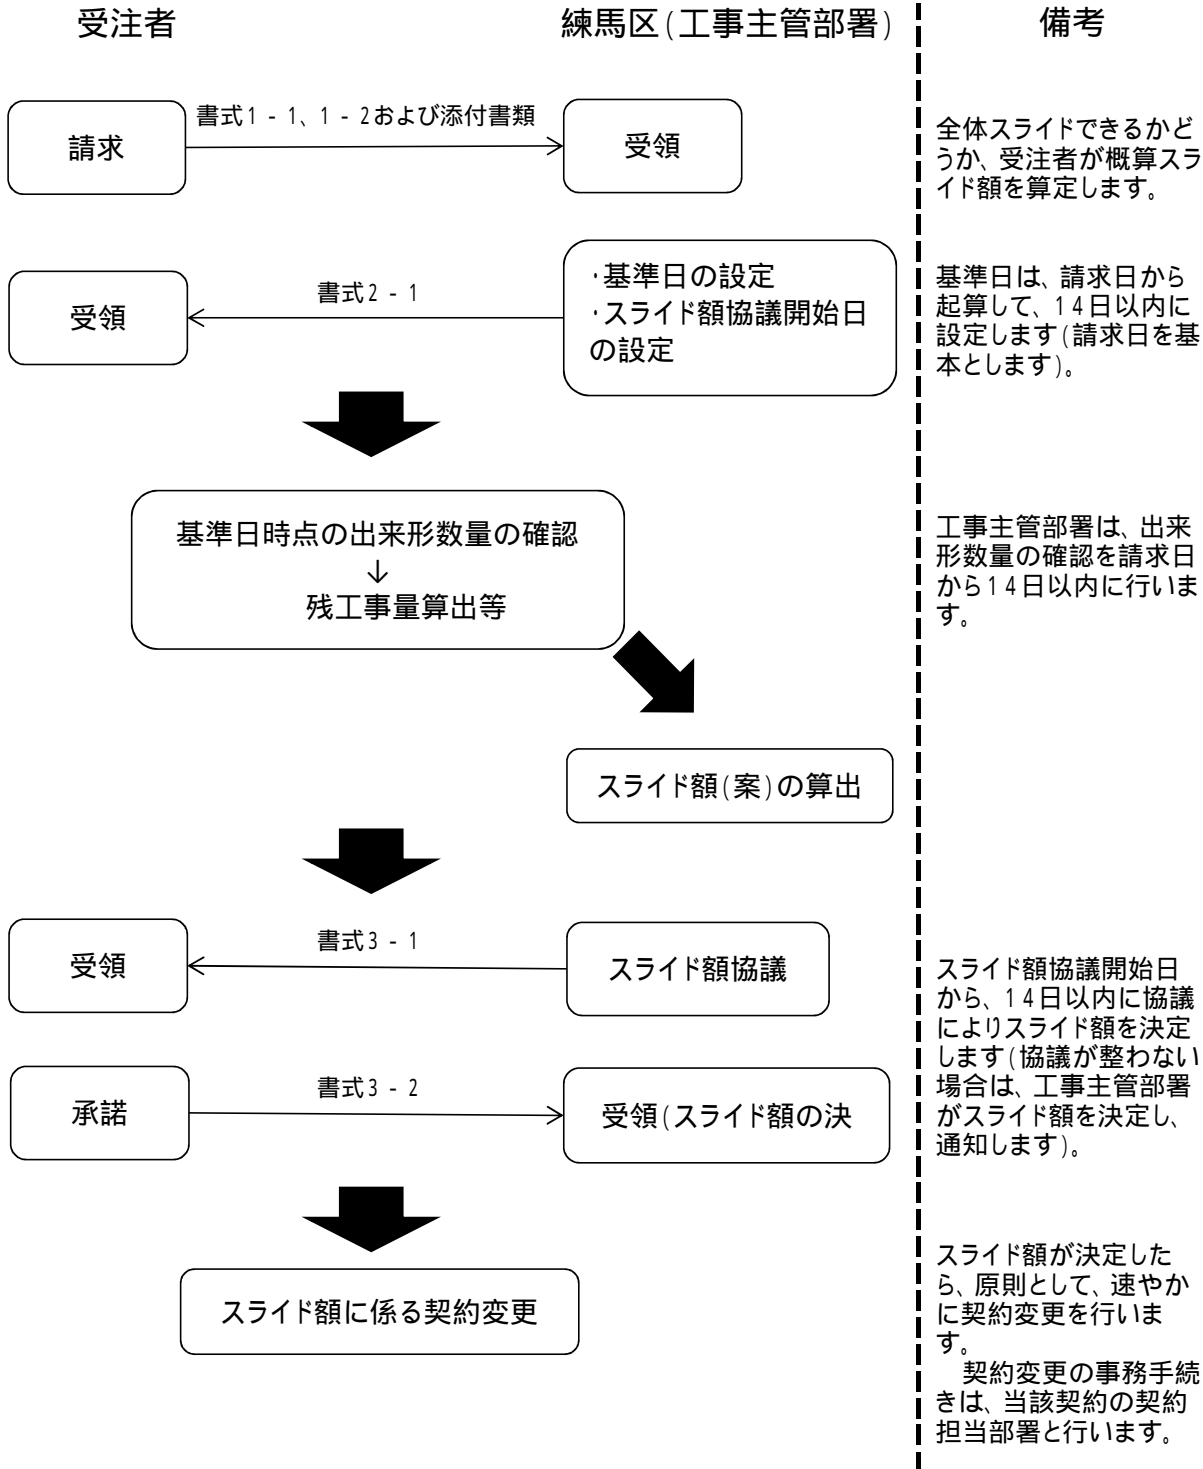 受注者
練馬区(工事主管部署)
備考
請求
書式1-1、1-2および添付書類
受領
全体スライドできるかど
うか、受注者が概算スラ
イド額を算定します。
受領
書式2-1
・基準日の設定
・スライド額協議開始日
の設定
基準日は、請求日から
起算して、14日以内に
設定します(請求日を基
本とします)。
基準日時点の出来形数量の確認
↓
残工事量算出等
工事主管部署は、出来
形数量の確認を請求日
から14日以内に行いま
す。
スライド額(案)の算出
受領
書式3-1
スライド額協議
承諾
書式3-2
受領(スライド額の決
スライド額協議開始日
から、14日以内に協議
によりスライド額を決定
します(協議が整わない
場合は、工事主管部署
がスライド額を決定し、
通知します)。
スライド額に係る契約変更
スライド額が決定した
ら、原則として、速やか
に契約変更を行いま
す。
　契約変更の事務手続
きは、当該契約の契約
担当部署と行います。